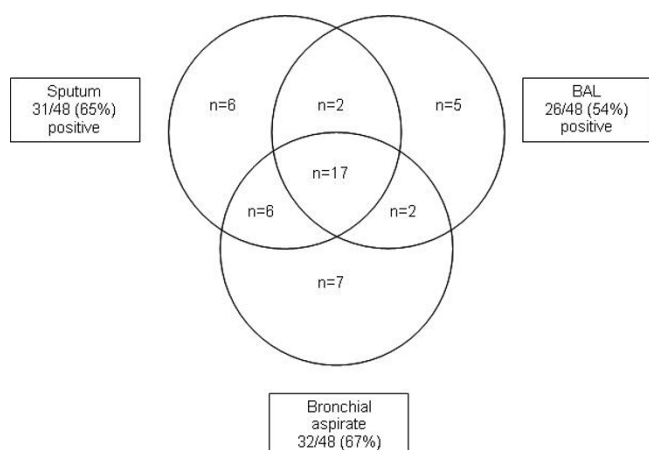 Sputum
31/48 (65%)
positive
n=6
n=2
n=5
BAL
26/48 (54%)
positive
n=17
n=6
n=2
n=7
Bronchial
aspirate
32/48 (67%)